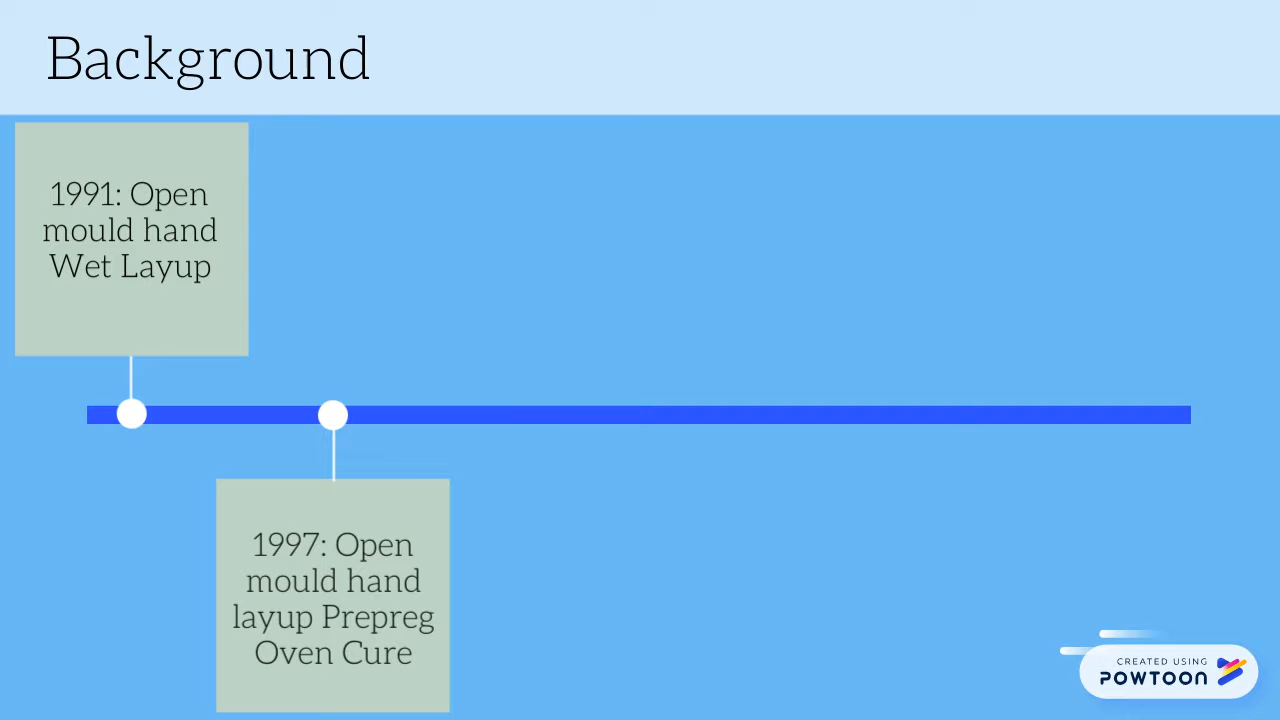 Background
1991: Open
mould hand
Wet Layup
1997: Open
mould hand
layup Prepreg
Oven Cure
CREATED USING
POWTOON